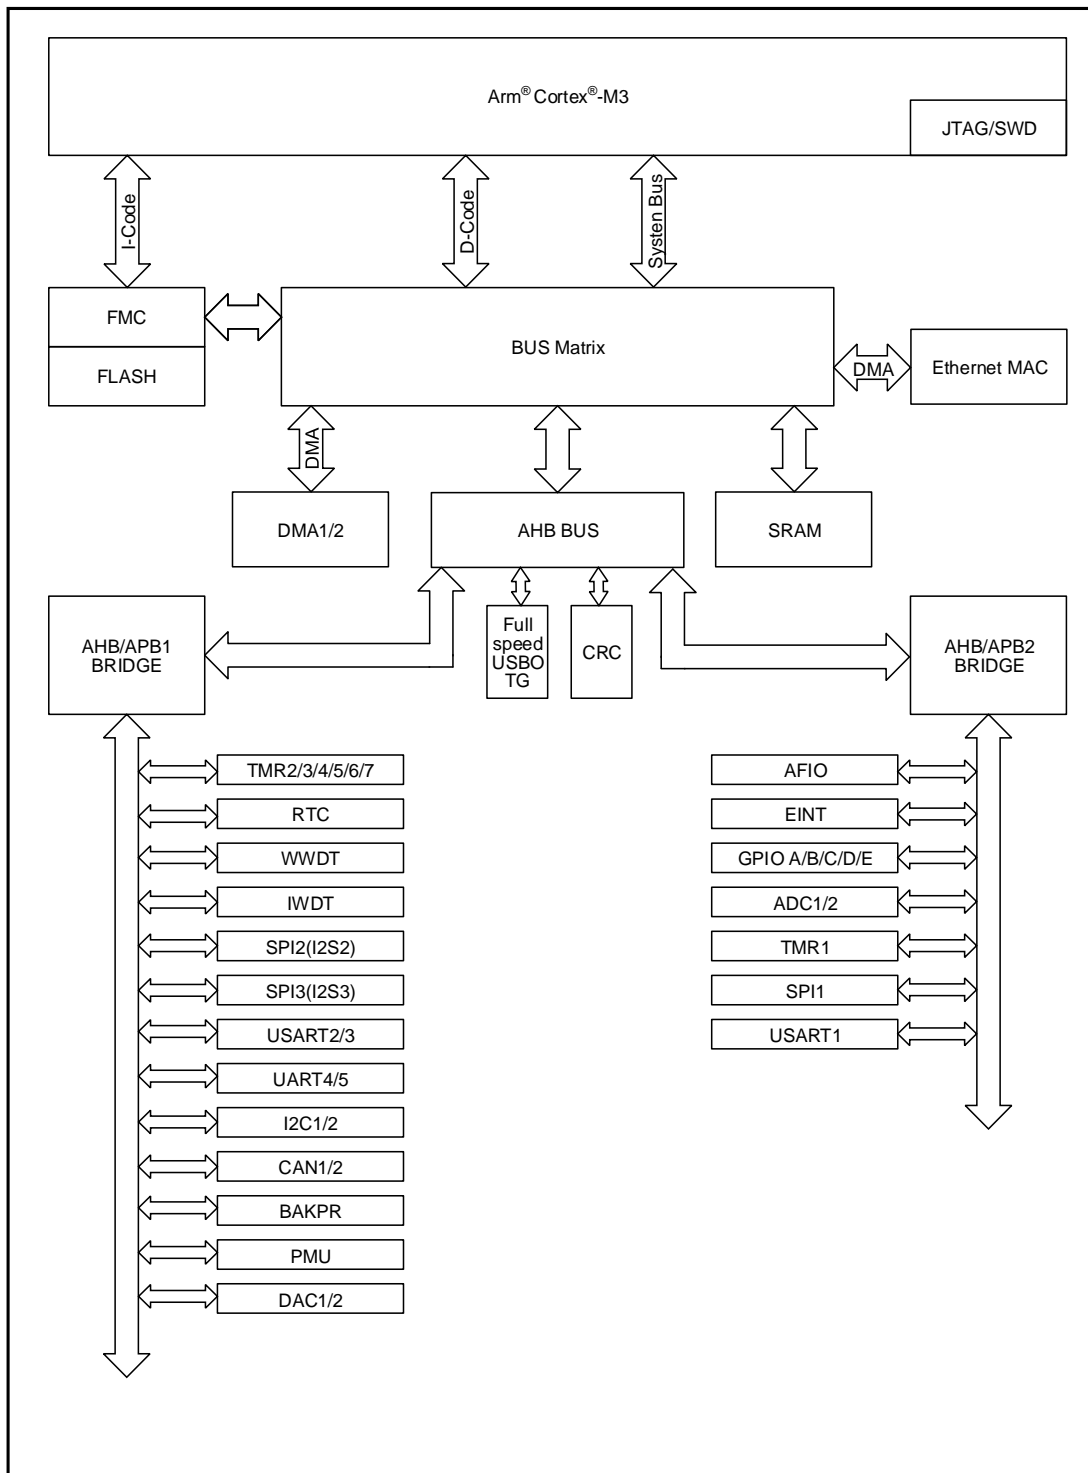 Arm® Cortex®-M3
JTAG/SWD
I-Code
D-Code
Systen Bus
FMC
FLASH
BUS Matrix
DMA
Ethernet MAC
DMA
DMA1/2
AHB BUS
SRAM
AHB/APB1
BRIDGE
Full
speed
USBO
TG
CRC
AHB/APB2
BRIDGE
TMR2/3/4/5/6/7
RTC
WWDT
IWDT
SPI2(I2S2)
SPI3(I2S3)
USART2/3
UART4/5
I2C1/2
CAN1/2
BAKPR
PMU
DAC1/2
AFIO
EINT
GPIO A/B/C/D/E
ADC1/2
TMR1
SPI1
USART1